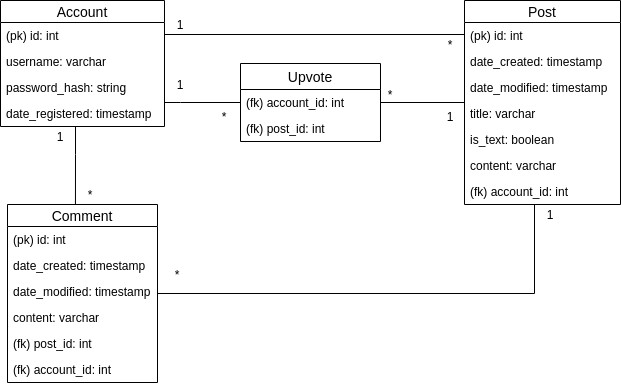 Account
(pk) id: int
username: varchar
password_hash: string
date_registered: timestamp
1
*
Post
(pk) id: int
date_created: timestamp
date_modified: timestamp
title: varchar
is_text: boolean
content: varchar
(fk) account_id: int
1
*
Upvote
(fk) account_id: int
(fk) post_id: int
*
1
1
*
Comment
(pk) id: int
date_created: timestamp
date_modified: timestamp
content: varchar
(fk) post_id: int
(fk) account_id: int
*
1